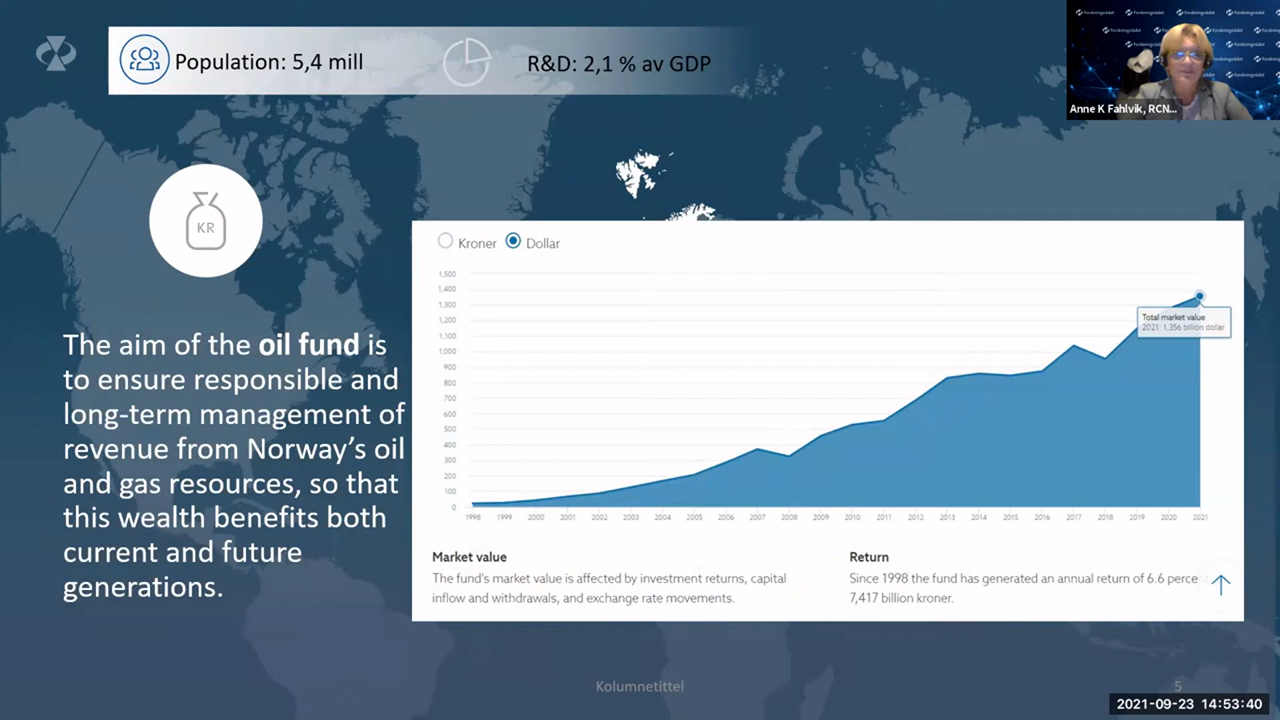 Population: 5,4 mill
R&D: 2,1 % av GDP
Forskningsrådet
Anne K Fahlvik, RCN...
KR
The aim of the oil fund is
to ensure responsible and
long-term management of
revenue from Norway's oil
and gas resources, so that
this wealth benefits both
current and future
generations.
Kroner
Dollar
1,500
1,400
1,300
1,200
1,100
1,000
900
800
700
600
500
400
300
200
100
0
Total market value
2021: 1.356 billion dollar
1998 1999 2000 2001 2002 2003 2004 2005 2006 2007 2008 2009 2010 2011 2012 2013 2014 2015 2016 2017 2018 2019 2020 2021
Market value
The fund's market value is affected by investment returns, capital
inflow and withdrawals, and exchange rate movements.
Return
Since 1998 the fund has generated an annual return of 6.6 perce
7,417 billion kroner.
Kolumnetittel
5
2021-09-23 14:53:40